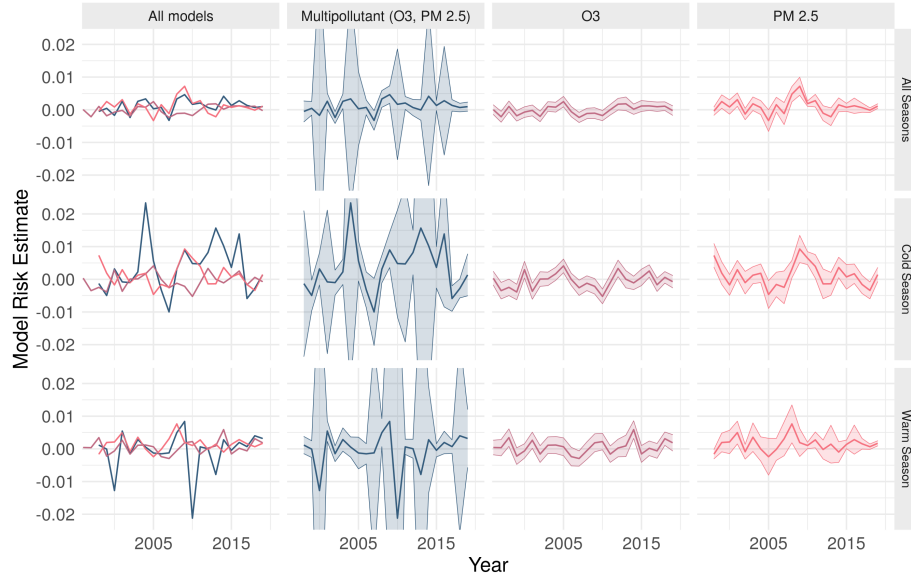 All models
Multipollutant (O3, PM 2.5)
O3
PM 2.5
Model Risk Estimate
0.02
0.01
0.00
-0.01
-0.02
All Seasons
0.02
0.01
0.00
-0.01
-0.02
Cold Season
0.02
0.01
0.00
-0.01
-0.02
Warm Season
2005 2015 2005 2015 2005 2015 2005 2015
Year